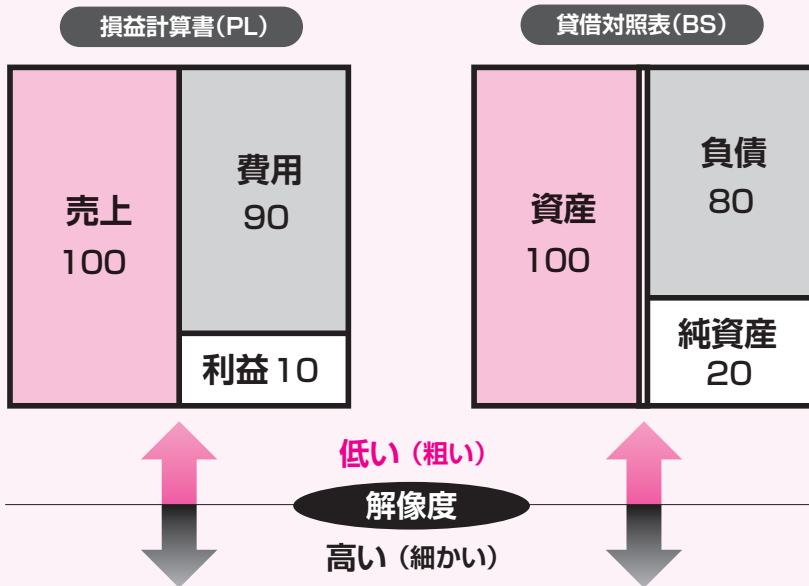 損益計算書(PL)
売上
100
費用
90
利益 10
貸借対照表(BS)
資産
100
負債
80
純資産
20
低い（粗い）
解像度
高い（細かい）